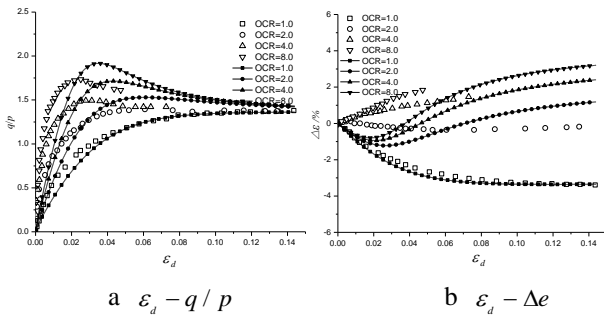 2.5
2.0
1.5
1.0
0.5
0.0
q/p
0.00 0.02 0.04 0.06 0.08 0.10 0.12 0.14
ε_d
OCR=1.0
OCR=2.0
OCR=4.0
OCR=8.0
OCR=1.0
OCR=2.0
OCR=4.0
OCR=8.0
6
4
2
0
-2
-4
-6
Δε/%
0.00 0.02 0.04 0.06 0.08 0.10 0.12 0.14
ε_d
OCR=1.0
OCR=2.0
OCR=4.0
OCR=8.0
OCR=1.0
OCR=2.0
OCR=4.0
OCR=8.0
a ε_d − q / p
b ε_d − Δe